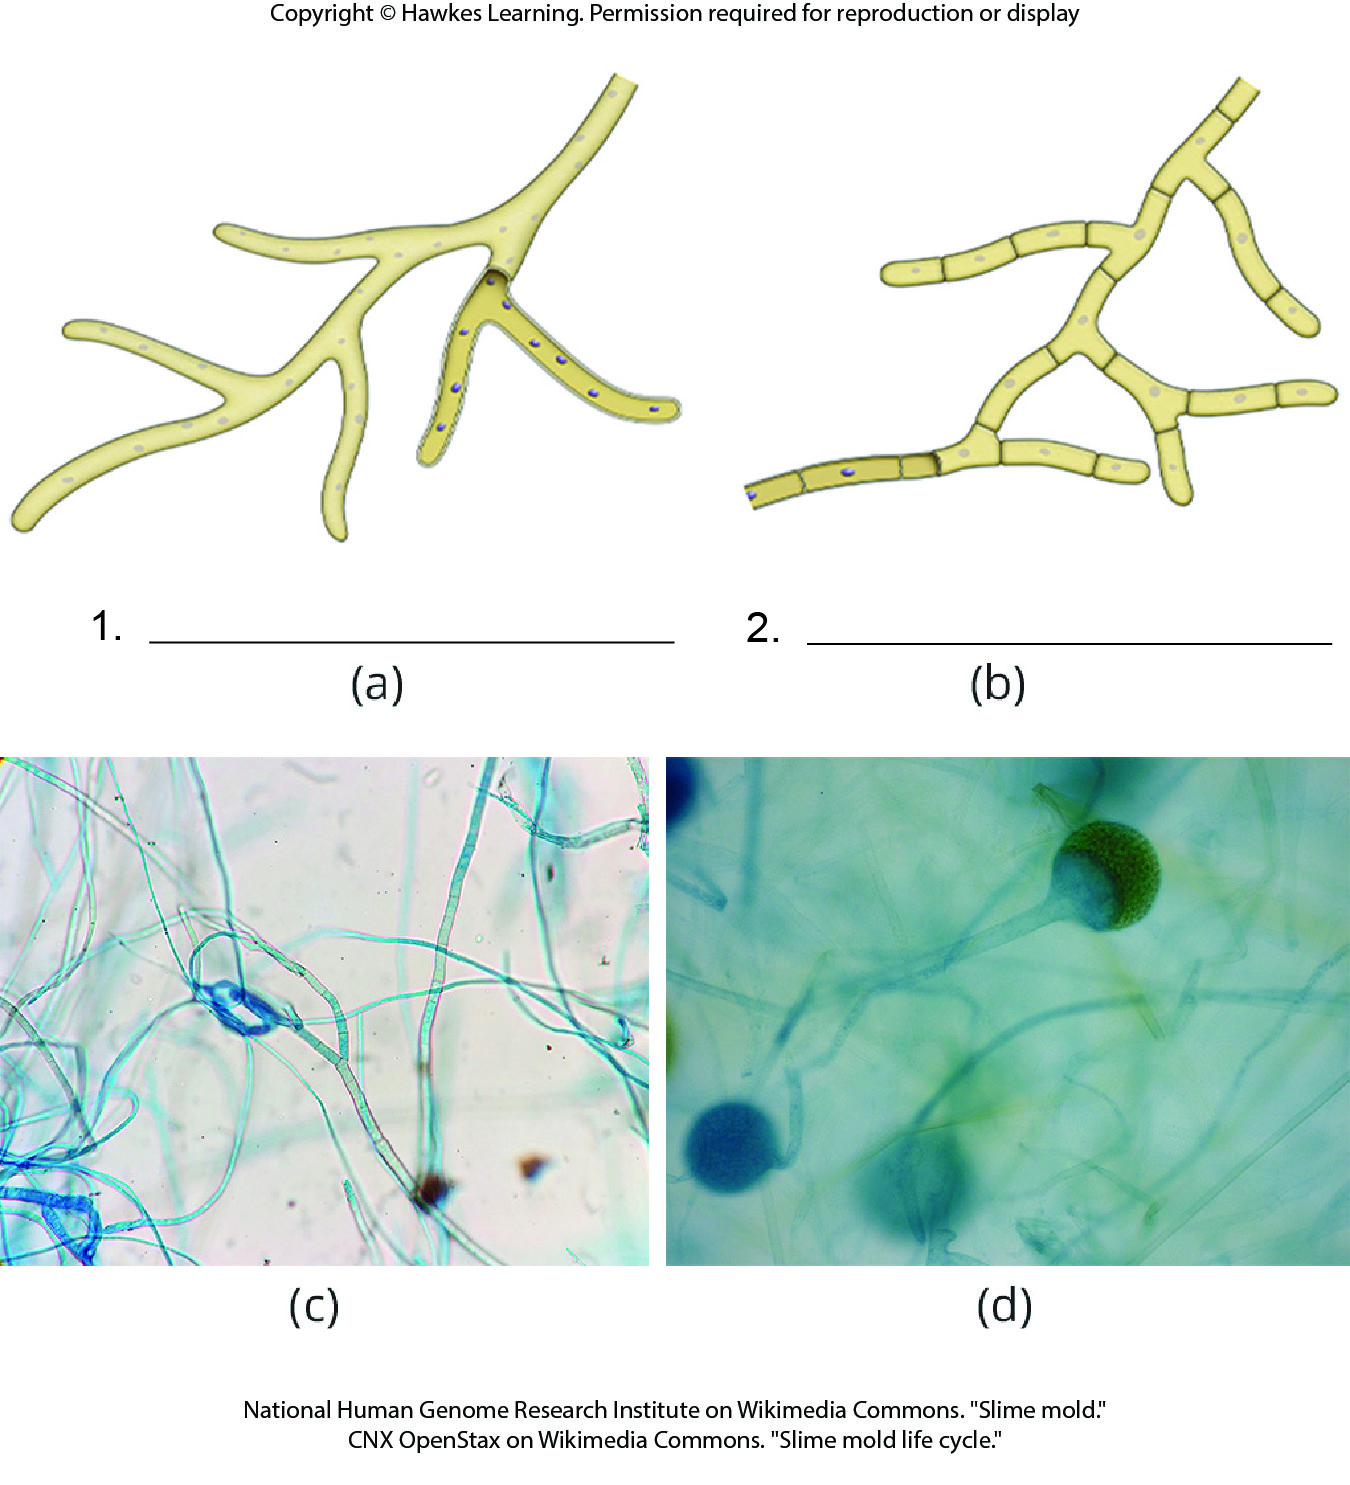 Copyright © Hawkes Learning. Permission required for reproduction or display
1.
2.
(a)
(b)
(c)
(d)
National Human Genome Research Institute on Wikimedia Commons. "Slime mold."
CNX OpenStax on Wikimedia Commons. "Slime mold life cycle."